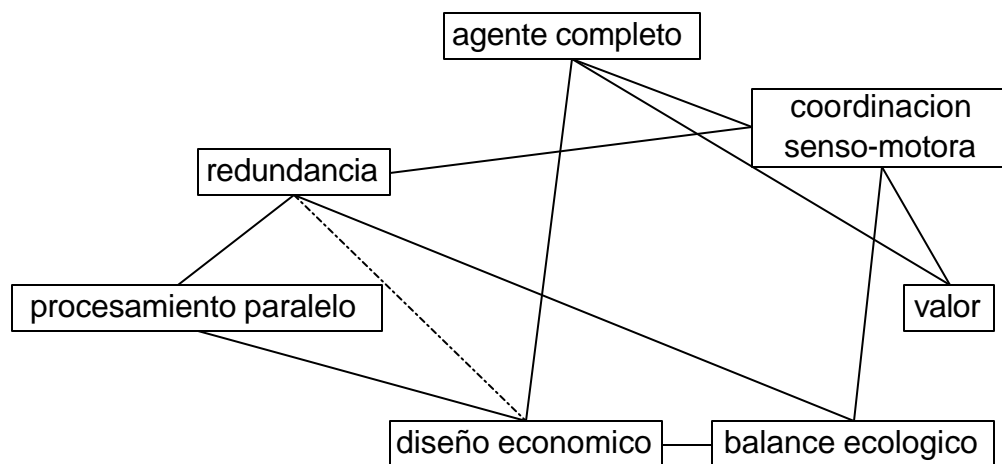 agente completo
coordinacion
senso-motora
redundancia
procesamiento paralelo
valor
diseño economico
balance ecologico